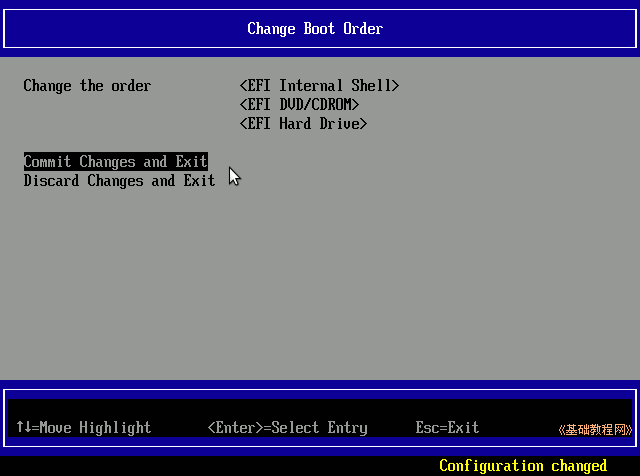 Change Boot Order
Change the order <EFI Internal Shell>
<EFI DVD/CDROM>
<EFI Hard Drive>
Commit Changes and Exit
Discard Changes and Exit
↑↓=Move Highlight <Enter>=Select Entry Esc=Exit
《基础教程网》
Configuration changed